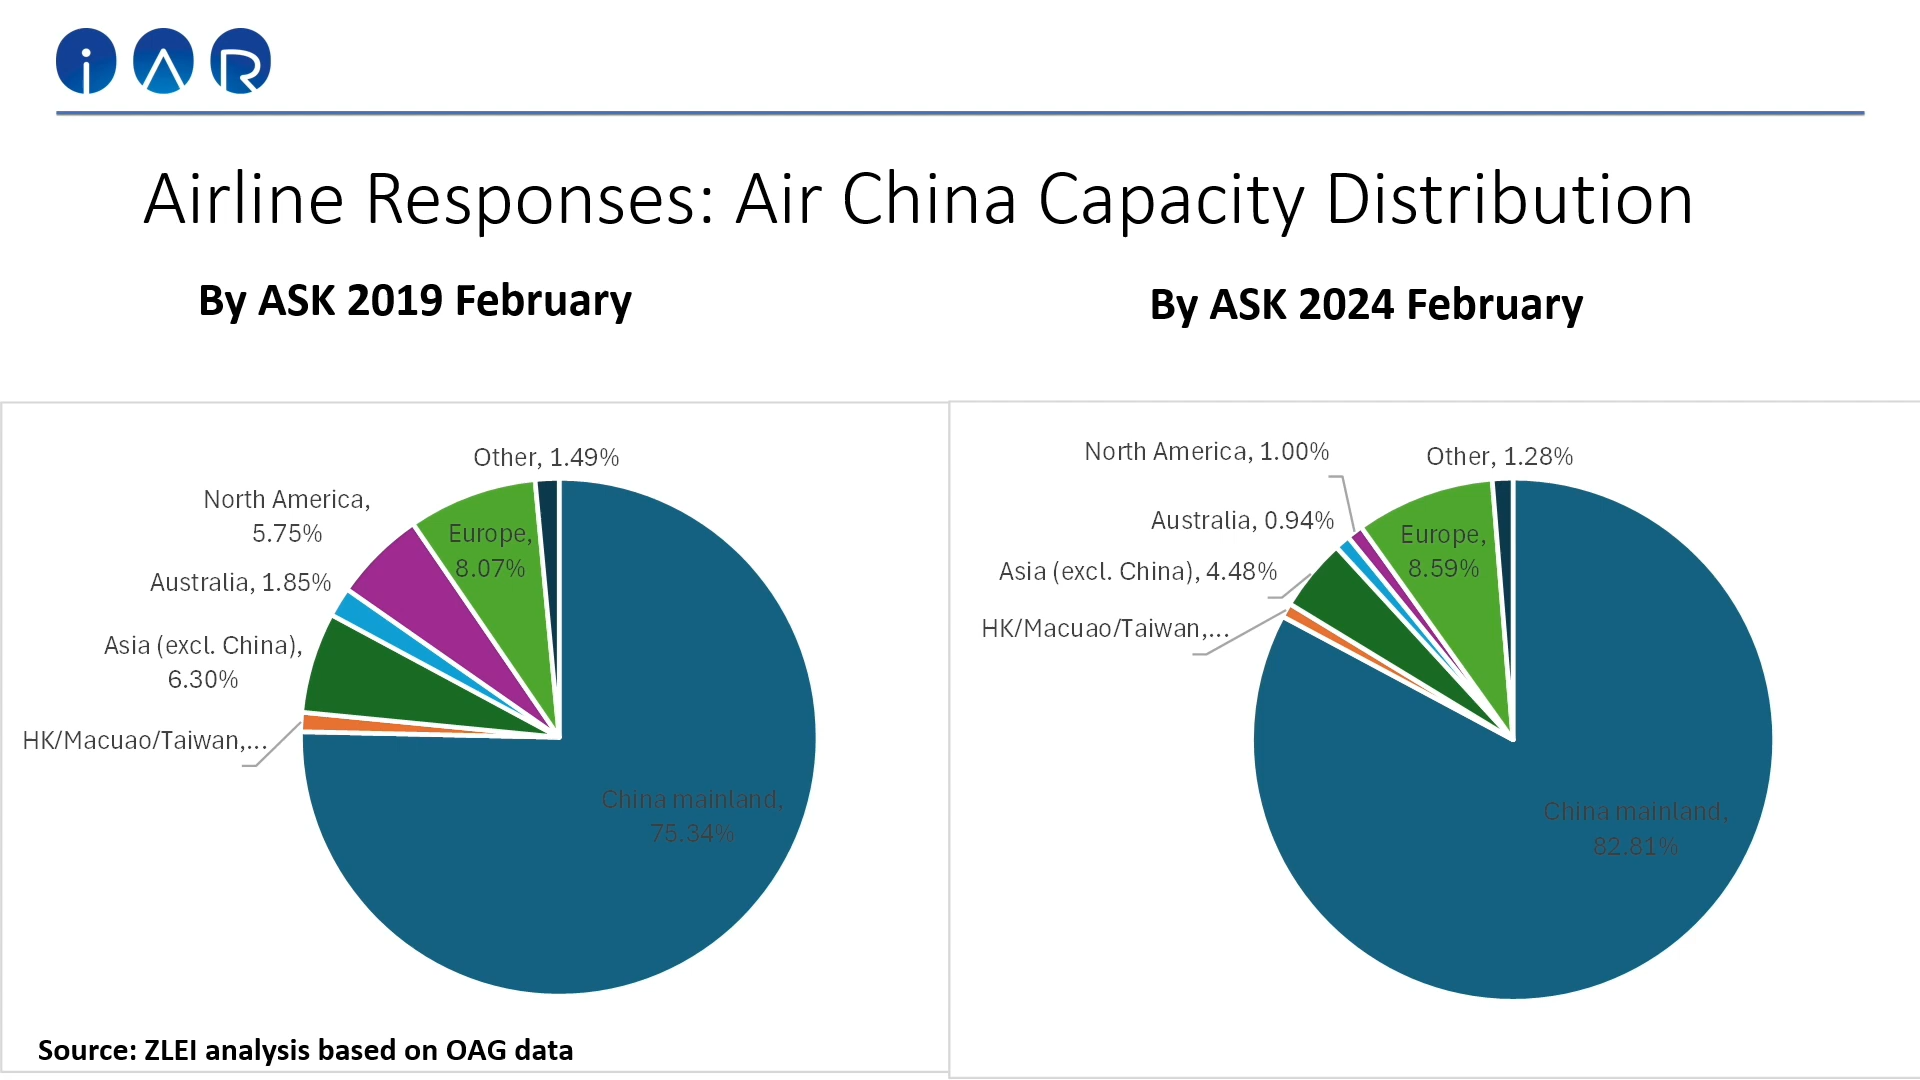 iAR
Airline Responses: Air China Capacity Distribution
By ASK 2019 February
By ASK 2024 February
Other, 1.49%
North America,
5.75%
Europe,
8.07%
Australia, 1.85%
Asia (excl. China),
6.30%
HK/Macuao/Taiwan,...
China mainland,
75.34%
North America, 1.00%
Other, 1.28%
Australia, 0.94%
Europe,
8.59%
Asia (excl. China), 4.48%
HK/Macuao/Taiwan,...
China mainland,
82.81%
Source: ZLEI analysis based on OAG data